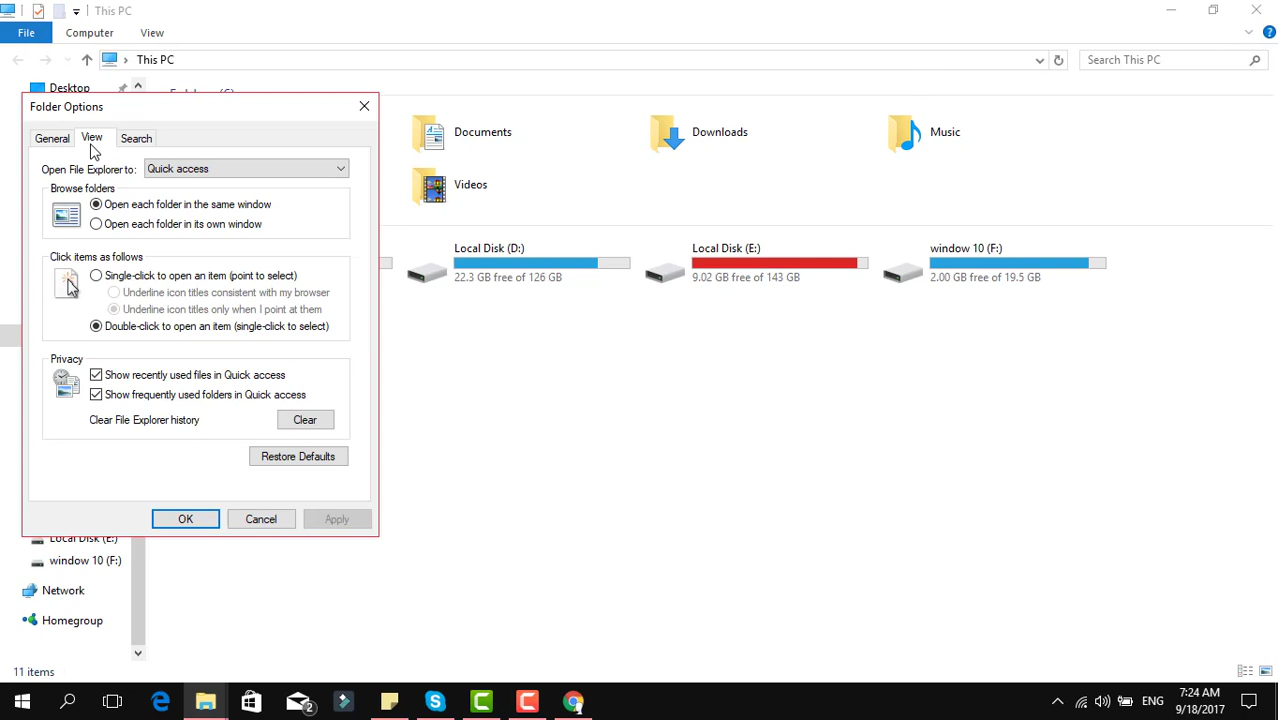 This PC
File
Computer
View
This PC
Search This PC
Desktop
Folder Options
General
View
Search
Open File Explorer to:
Quick access
Browse folders
Open each folder in the same window
Open each folder in its own window
Click items as follows
Single-click to open an item (point to select)
Underline icon titles consistent with my browser
Underline icon titles only when I point at them
Double-click to open an item (single-click to select)
Privacy
Show recently used files in Quick access
Show frequently used folders in Quick access
Clear File Explorer history
Clear
Restore Defaults
OK
Cancel
Apply
Documents
Downloads
Music
Videos
Local Disk (D:)
22.3 GB free of 126 GB
Local Disk (E:)
9.02 GB free of 143 GB
window 10 (F:)
2.00 GB free of 19.5 GB
Local Disk (E:)
window 10 (F:)
Network
Homegroup
11 items
2
ENG
7:24 AM
9/18/2017